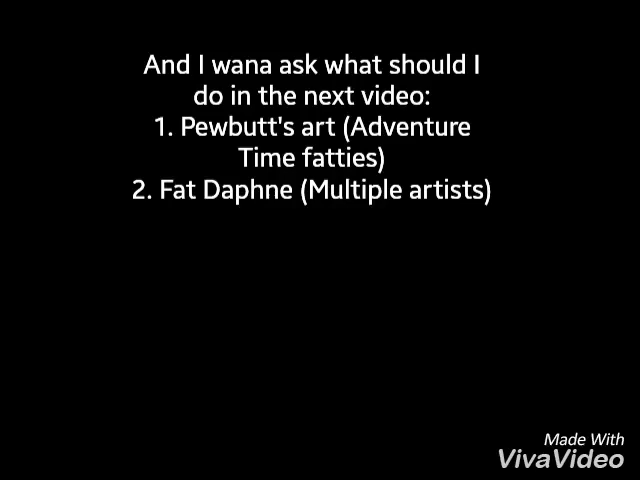 And I wana ask what should I
do in the next video:
1. Pewbutt's art (Adventure
Time fatties)
2. Fat Daphne (Multiple artists)
Made With
VivaVideo